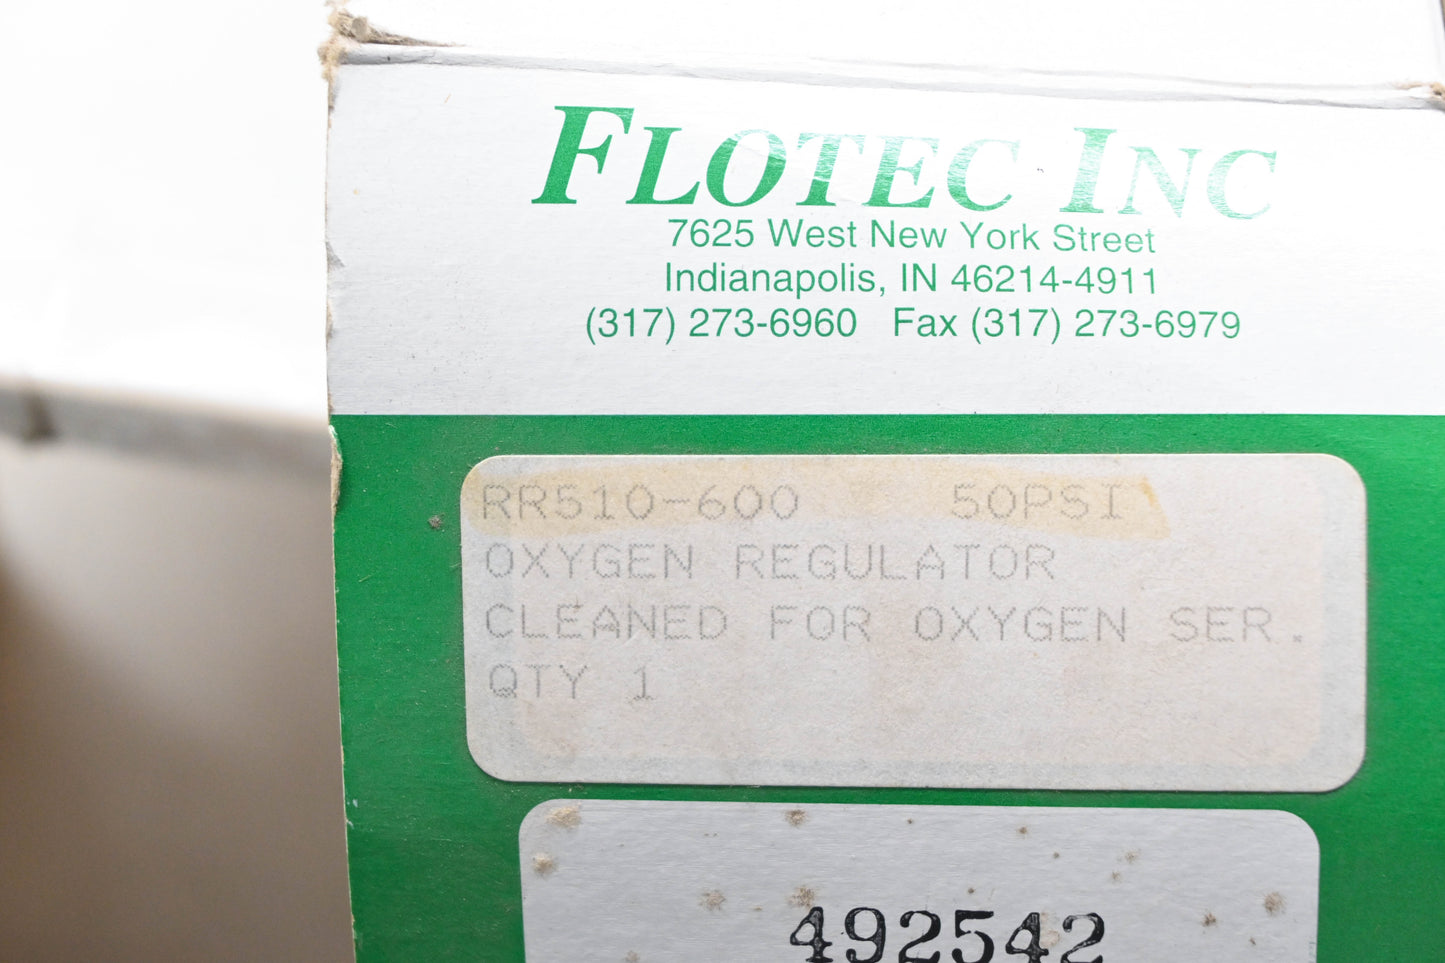 FLOTEC INC
7625 West New York Street
Indianapolis, IN 46214-4911
(317) 273-6960 Fax (317) 273-6979
RR510-600 50PSI
OXYGEN REGULATOR
CLEANED FOR OXYGEN SER.
QTY 1
492542